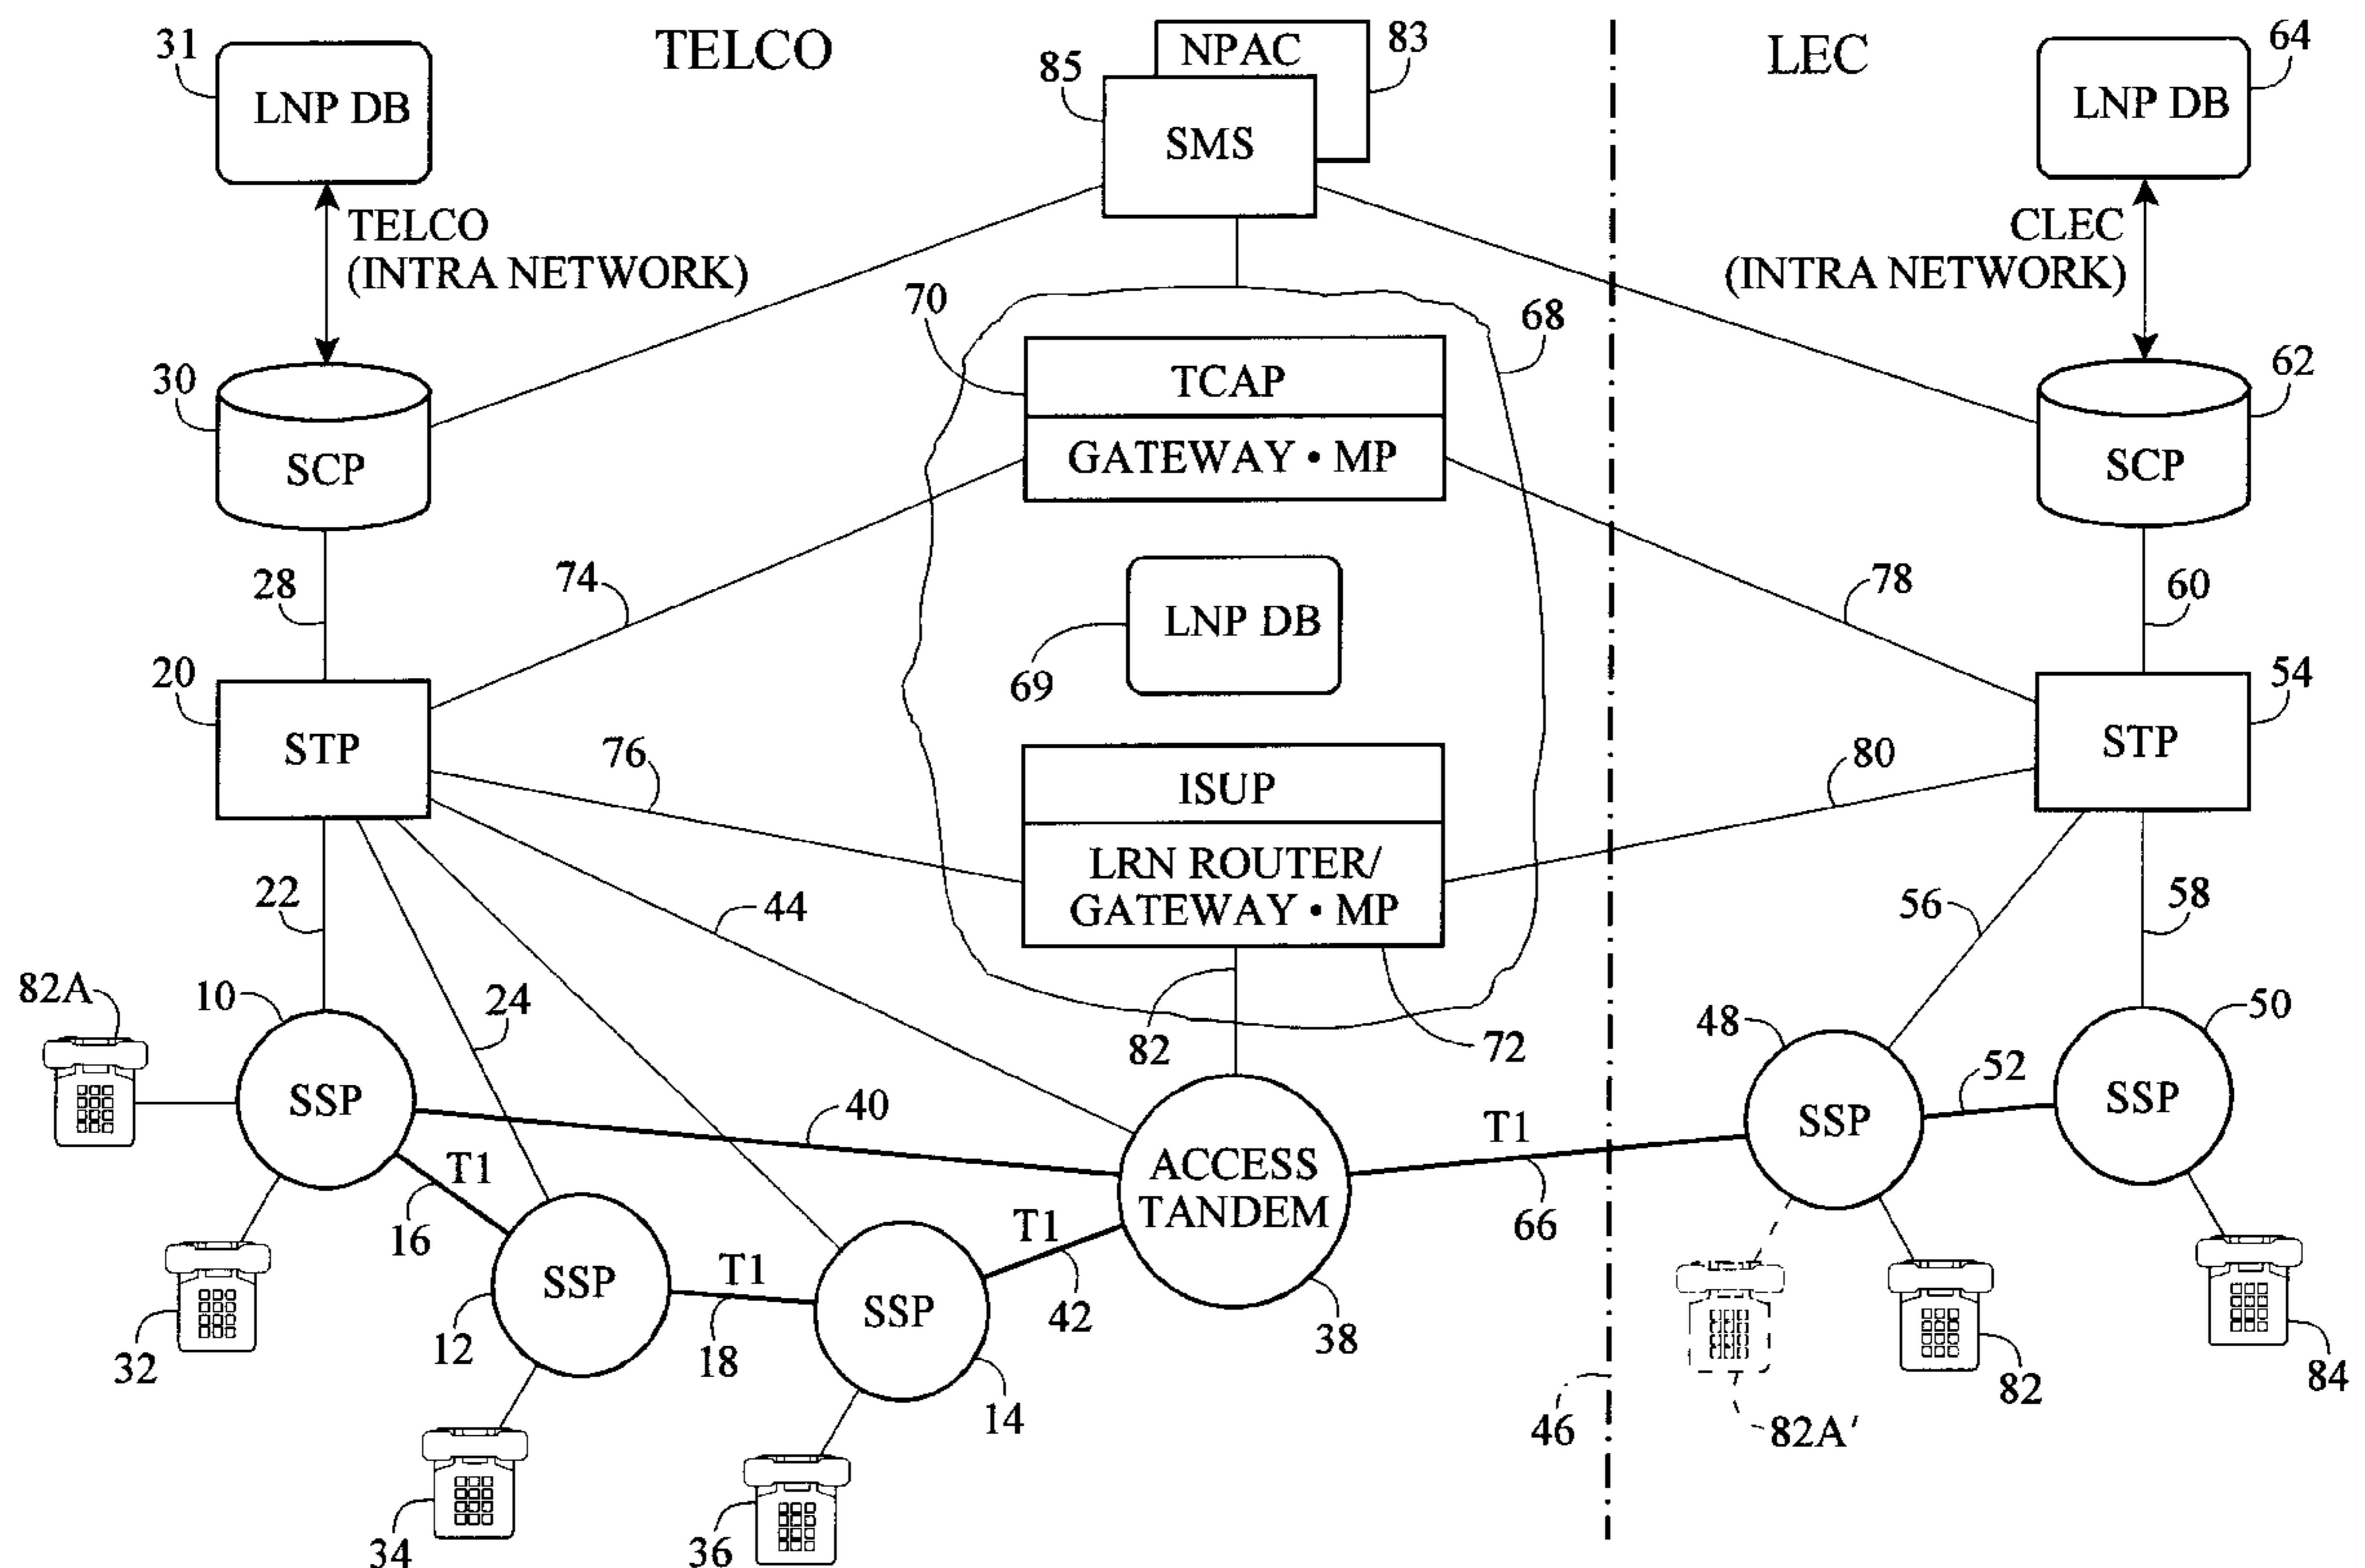 31
TELCO
NPAC
83
LEC
64
85
LNP DB
SMS
LNP DB
TELCO
(INTRA NETWORK)
CLEC
(INTRA NETWORK)
70
68
30
TCAP
62
SCP
GATEWAY • MP
SCP
28
74
LNP DB
78
60
20
69
54
STP
76
STP
ISUP
80
22
44
LRN ROUTER/
GATEWAY • MP
56
58
82A
10
24
82
72
48
50
SSP
40
ACCESS
TANDEM
T1
66
SSP
52
SSP
T1
16
T1
42
SSP
T1
SSP
32
12
18
14
38
46
82A'
82
84
34
36